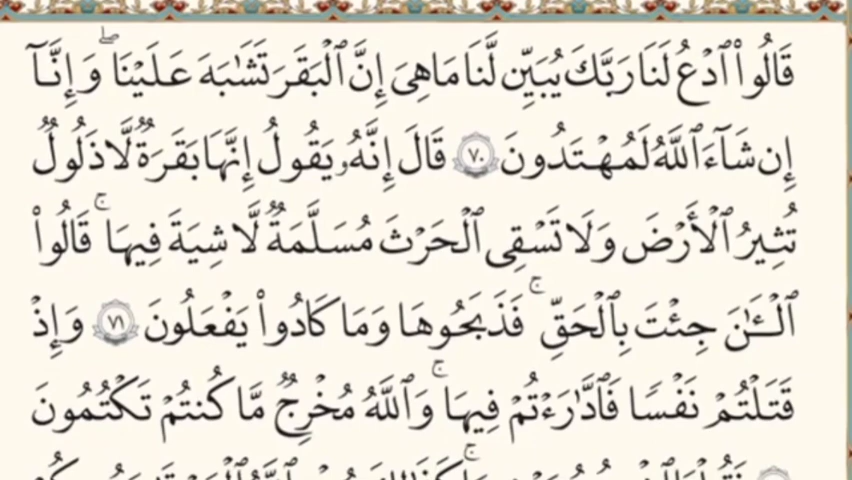 قَالُوا۟ ٱدْعُ لَنَا رَبَّكَ يُبَيِّن لَّنَا مَا هِىَ إِنَّ ٱلْبَقَرَ تَشَٰبَهَ عَلَيْنَا ۖ وَإِنَّآ
إِن شَآءَ ٱللَّهُ لَمُهْتَدُونَ ٧٠ قَالَ إِنَّهُۥ يَقُولُ إِنَّهَا بَقَرَةٌ لَّا ذَلُولٌ
تُثِيرُ ٱلْأَرْضَ وَلَا تَسْقِى ٱلْحَرْثَ مُسَلَّمَةٌ لَّا شِيَةَ فِيهَا ۚ قَالُوا۟
ٱلْـَٰٔنَ جِئْتَ بِٱلْحَقِّ ۚ فَذَبَحُوهَا وَمَا كَادُوا۟ يَفْعَلُونَ ٧١ وَإِذْ
قَتَلْتُمْ نَفْسًا فَٱدَّٰرَْٰٔتُمْ فِيهَا ۖ وَٱللَّهُ مُخْرِجٌ مَّا كُنتُمْ تَكْتُمُونَ